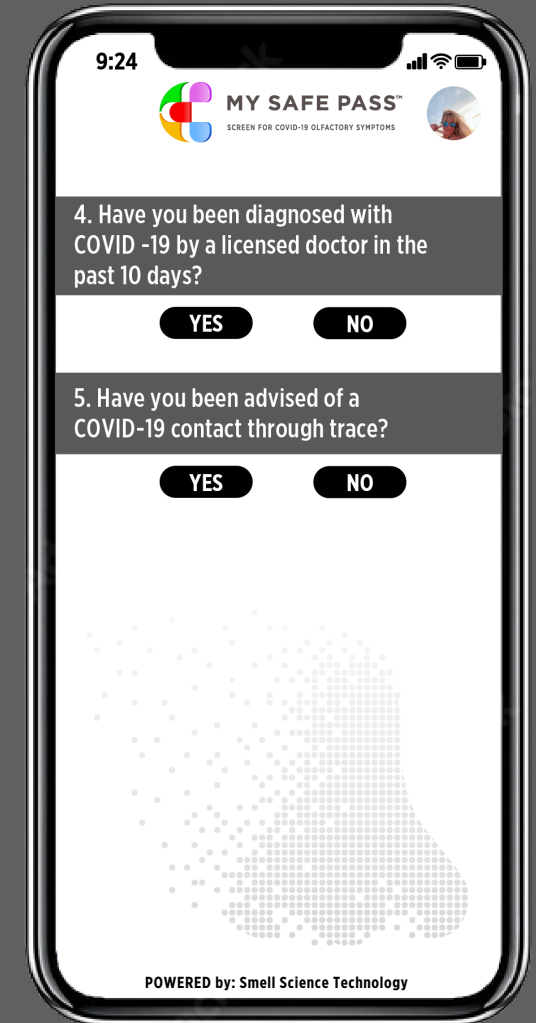 9:24
MY SAFE PASS™
SCREEN FOR COVID-19 OLFACTORY SYMPTOMS
4. Have you been diagnosed with
COVID -19 by a licensed doctor in the
past 10 days?
YES NO
5. Have you been advised of a
COVID-19 contact through trace?
YES NO
POWERED by: Smell Science Technology